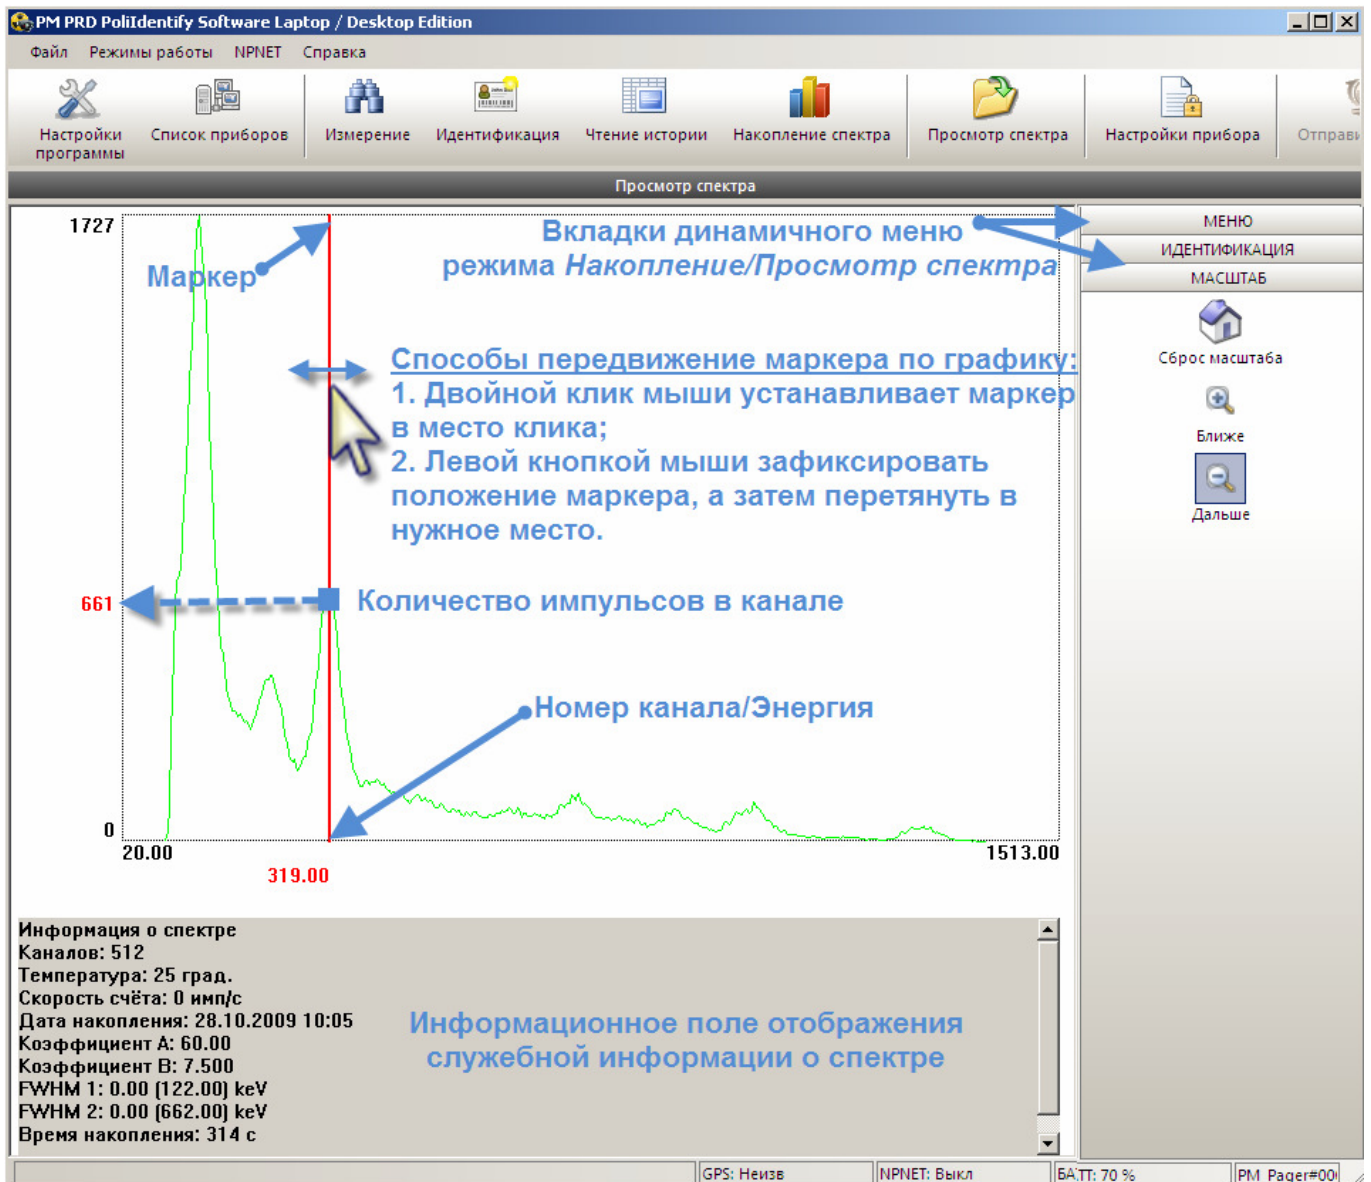 PM PRD PoliIdentify Software Laptop / Desktop Edition
Файл Режимы работы NPNET Справка
Настройки программы
Список приборов
Измерение
Идентификация
Чтение истории
Накопление спектра
Просмотр спектра
Настройки прибора
Отправи
Просмотр спектра
1727
Маркер
Вкладки динамичного меню
режима Накопление/Просмотр спектра
МЕНЮ
ИДЕНТИФИКАЦИЯ
МАСШТАБ
Сброс масштаба
Ближе
Дальше
Способы передвижение маркера по графику:
1. Двойной клик мыши устанавливает маркер
в место клика;
2. Левой кнопкой мыши зафиксировать
положение маркера, а затем перетянуть в
нужное место.
661
Количество импульсов в канале
Номер канала/Энергия
0
20.00
1513.00
319.00
Информация о спектре
Каналов: 512
Температура: 25 град.
Скорость счёта: 0 имп/с
Дата накопления: 28.10.2009 10:05
Коэффициент А: 60.00
Коэффициент В: 7.500
FWHM 1: 0.00 (122.00) keV
FWHM 2: 0.00 (662.00) keV
Время накопления: 314 с
Информационное поле отображения
служебной информации о спектре
GPS: Неизв
NPNET: Выкл
БАТТ: 70 %
PM Pager#00